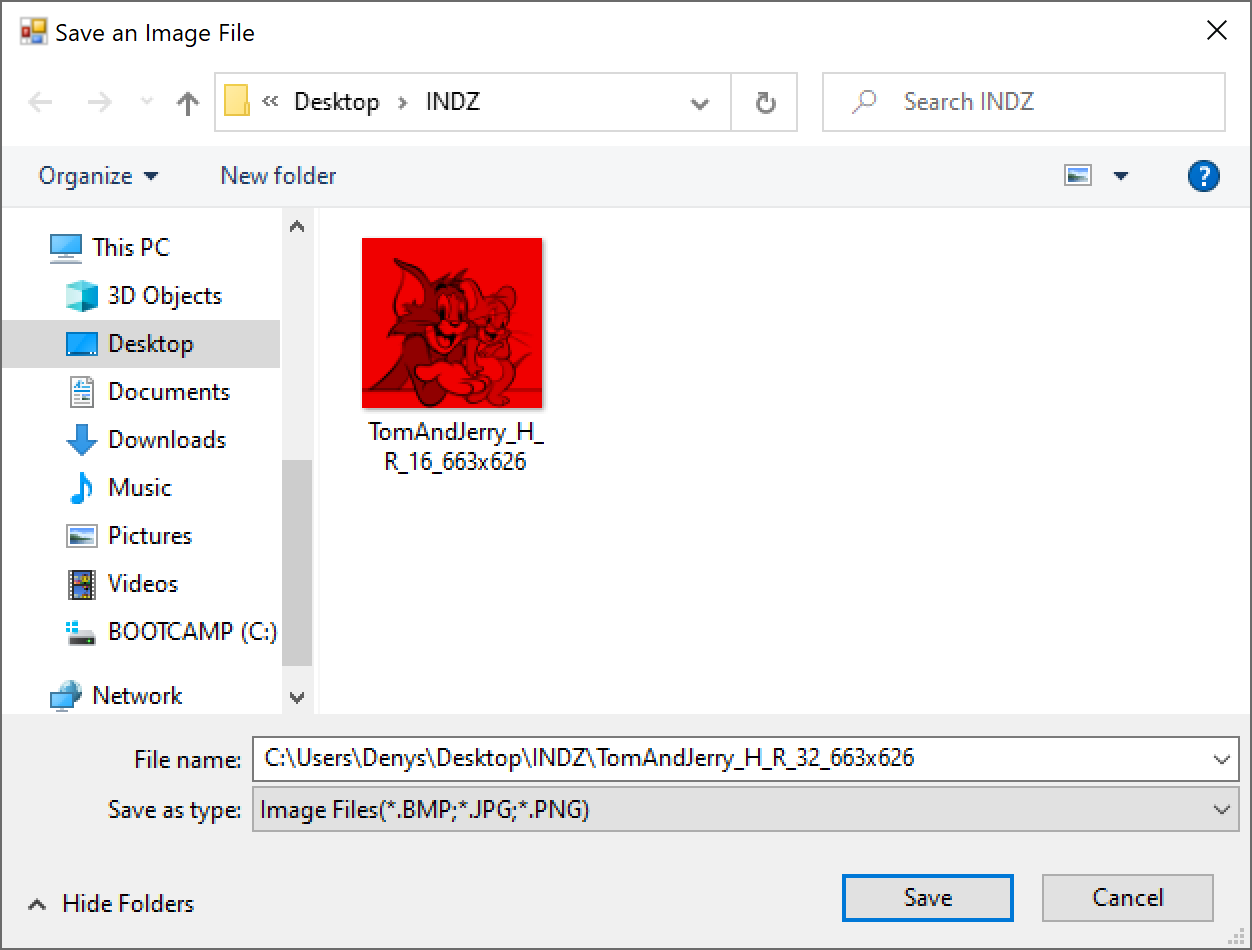 Save an Image File
« Desktop › INDZ
Search INDZ
Organize
New folder
?
This PC
3D Objects
Desktop
Documents
Downloads
Music
Pictures
Videos
BOOTCAMP (C:)
Network
TomAndJerry_H_
R_16_663x626
File name: C:\Users\Denys\Desktop\INDZ\TomAndJerry_H_R_32_663x626
Save as type: Image Files(*.BMP;*.JPG;*.PNG)
Hide Folders
Save
Cancel